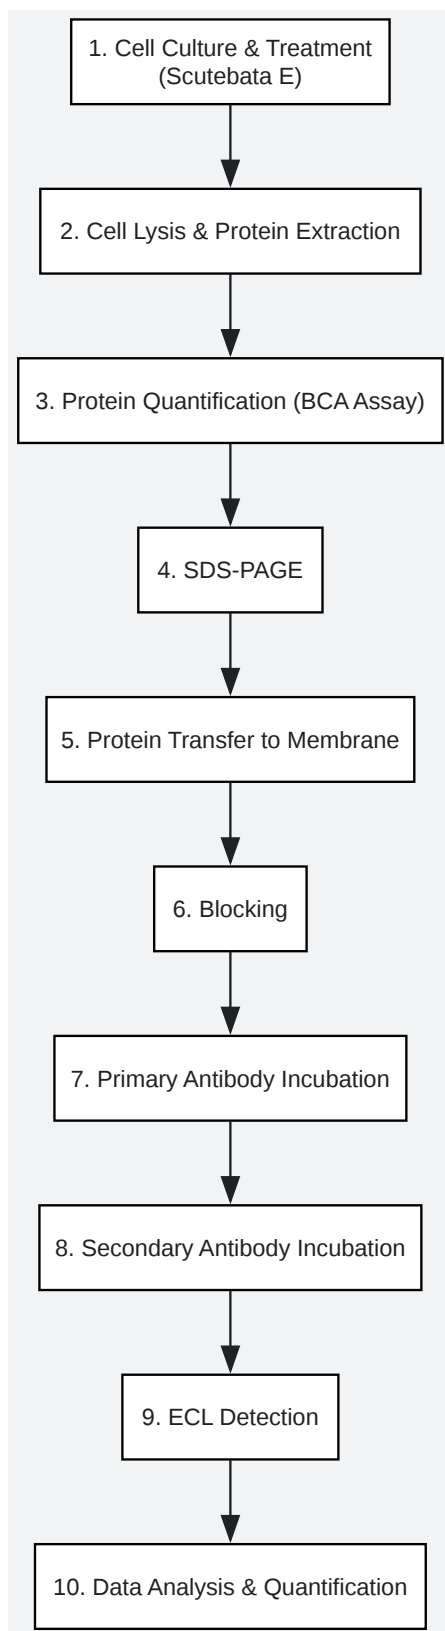 1. Cell Culture & Treatment
(Scutebata E)
2. Cell Lysis & Protein Extraction
3. Protein Quantification (BCA Assay)
4. SDS-PAGE
5. Protein Transfer to Membrane
6. Blocking
7. Primary Antibody Incubation
8. Secondary Antibody Incubation
9. ECL Detection
10. Data Analysis & Quantification